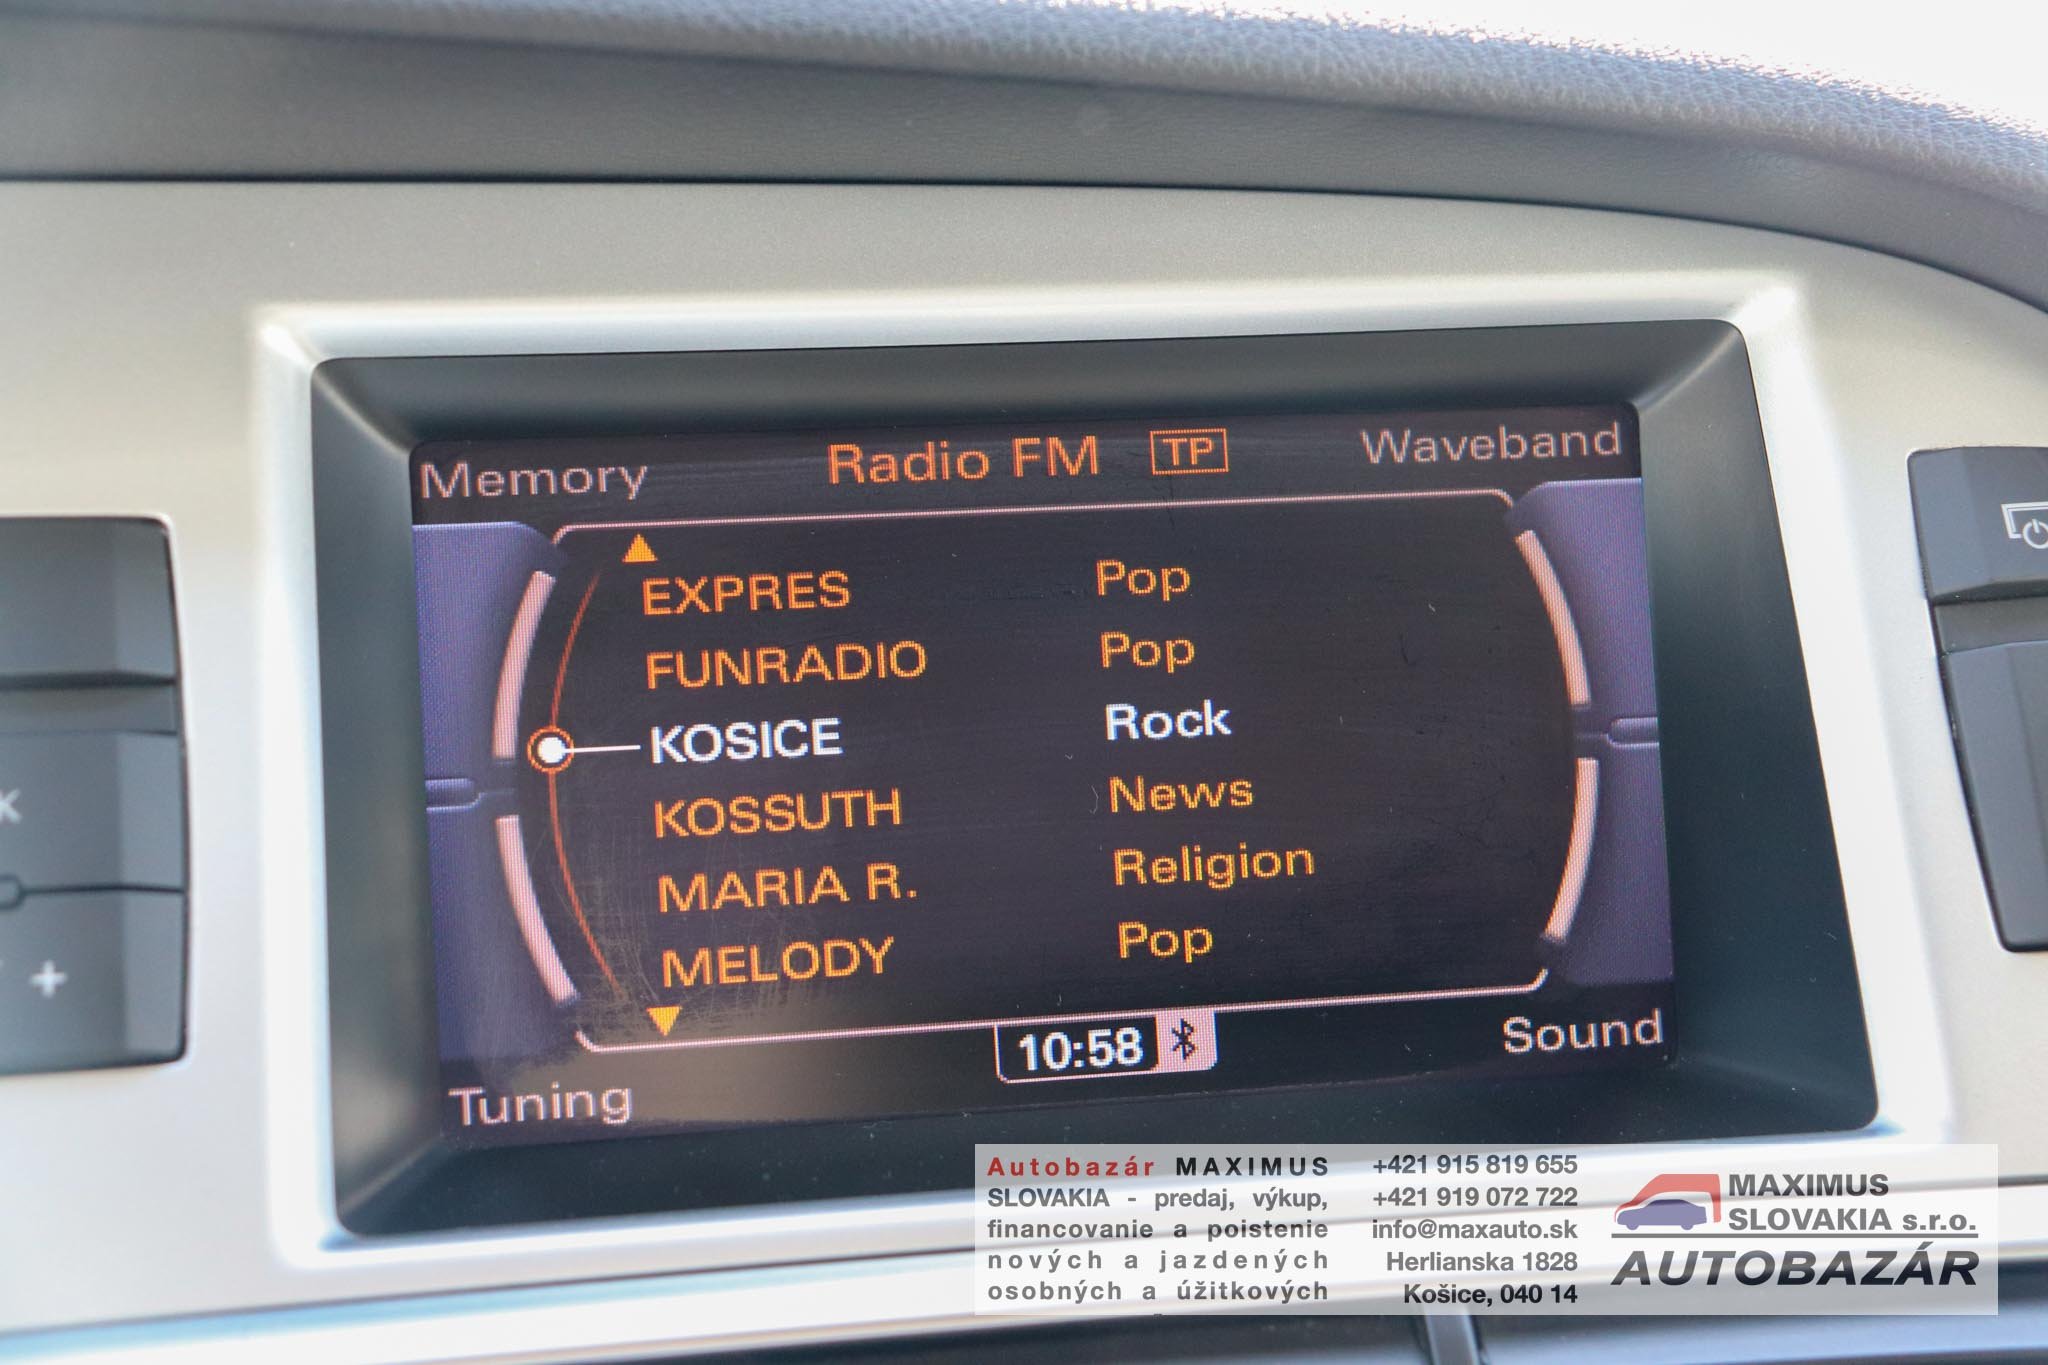 Memory
Radio FM TP
Waveband
EXPRES Pop
FUNRADIO Pop
KOSICE Rock
KOSSUTH News
MARIA R. Religion
MELODY Pop
10:58
Tuning
Sound
K
+
Autobazár MAXIMUS
SLOVAKIA - predaj, výkup,
financovanie a poistenie
nových a jazdených
osobných a úžitkových
+421 915 819 655
+421 919 072 722
info@maxauto.sk
Herlianska 1828
Košice, 040 14
MAXIMUS
SLOVAKIA s.r.o.
AUTOBAZÁR